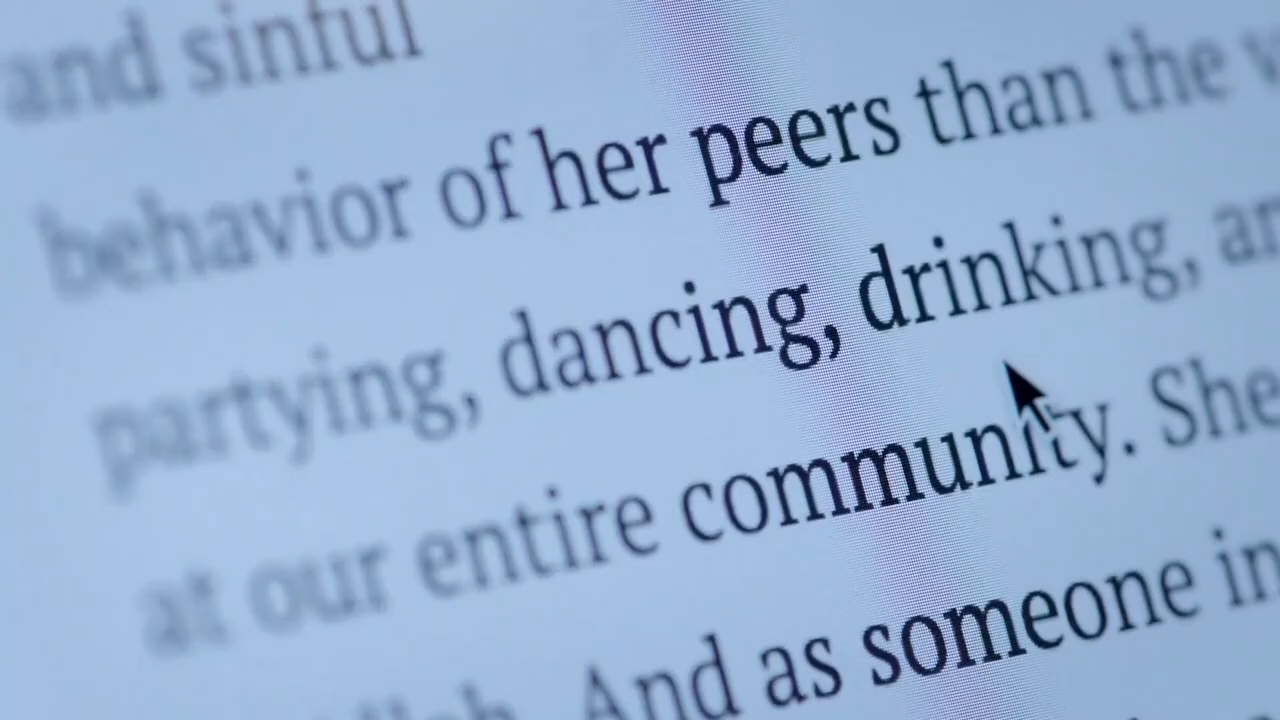 and sinful
behavior of her peers than the
partying, dancing, drinking,
at our entire community. She
And as someone in